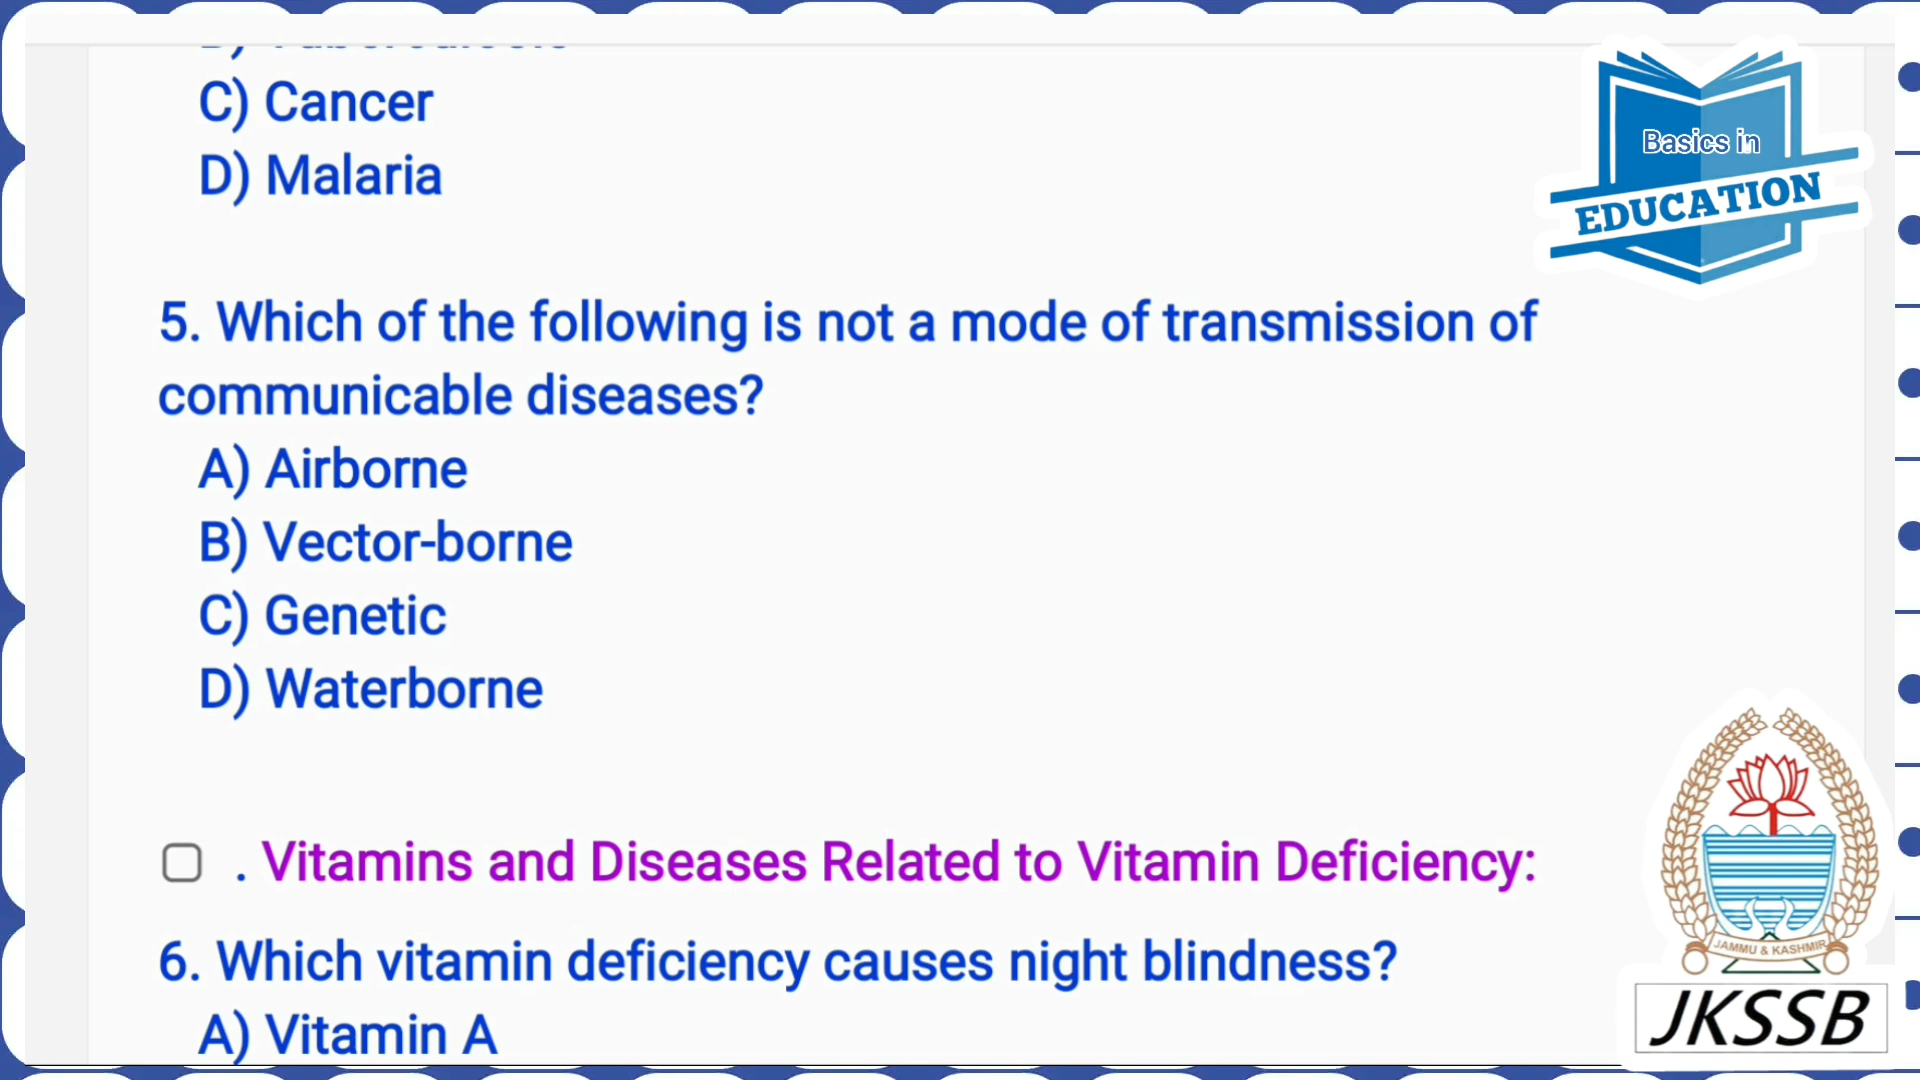 C) Cancer
D) Malaria
Basics in
EDUCATION
5. Which of the following is not a mode of transmission of
communicable diseases?
A) Airborne
B) Vector-borne
C) Genetic
D) Waterborne
. Vitamins and Diseases Related to Vitamin Deficiency:
6. Which vitamin deficiency causes night blindness?
A) Vitamin A
JAMMU & KASHMIR
JKSSB